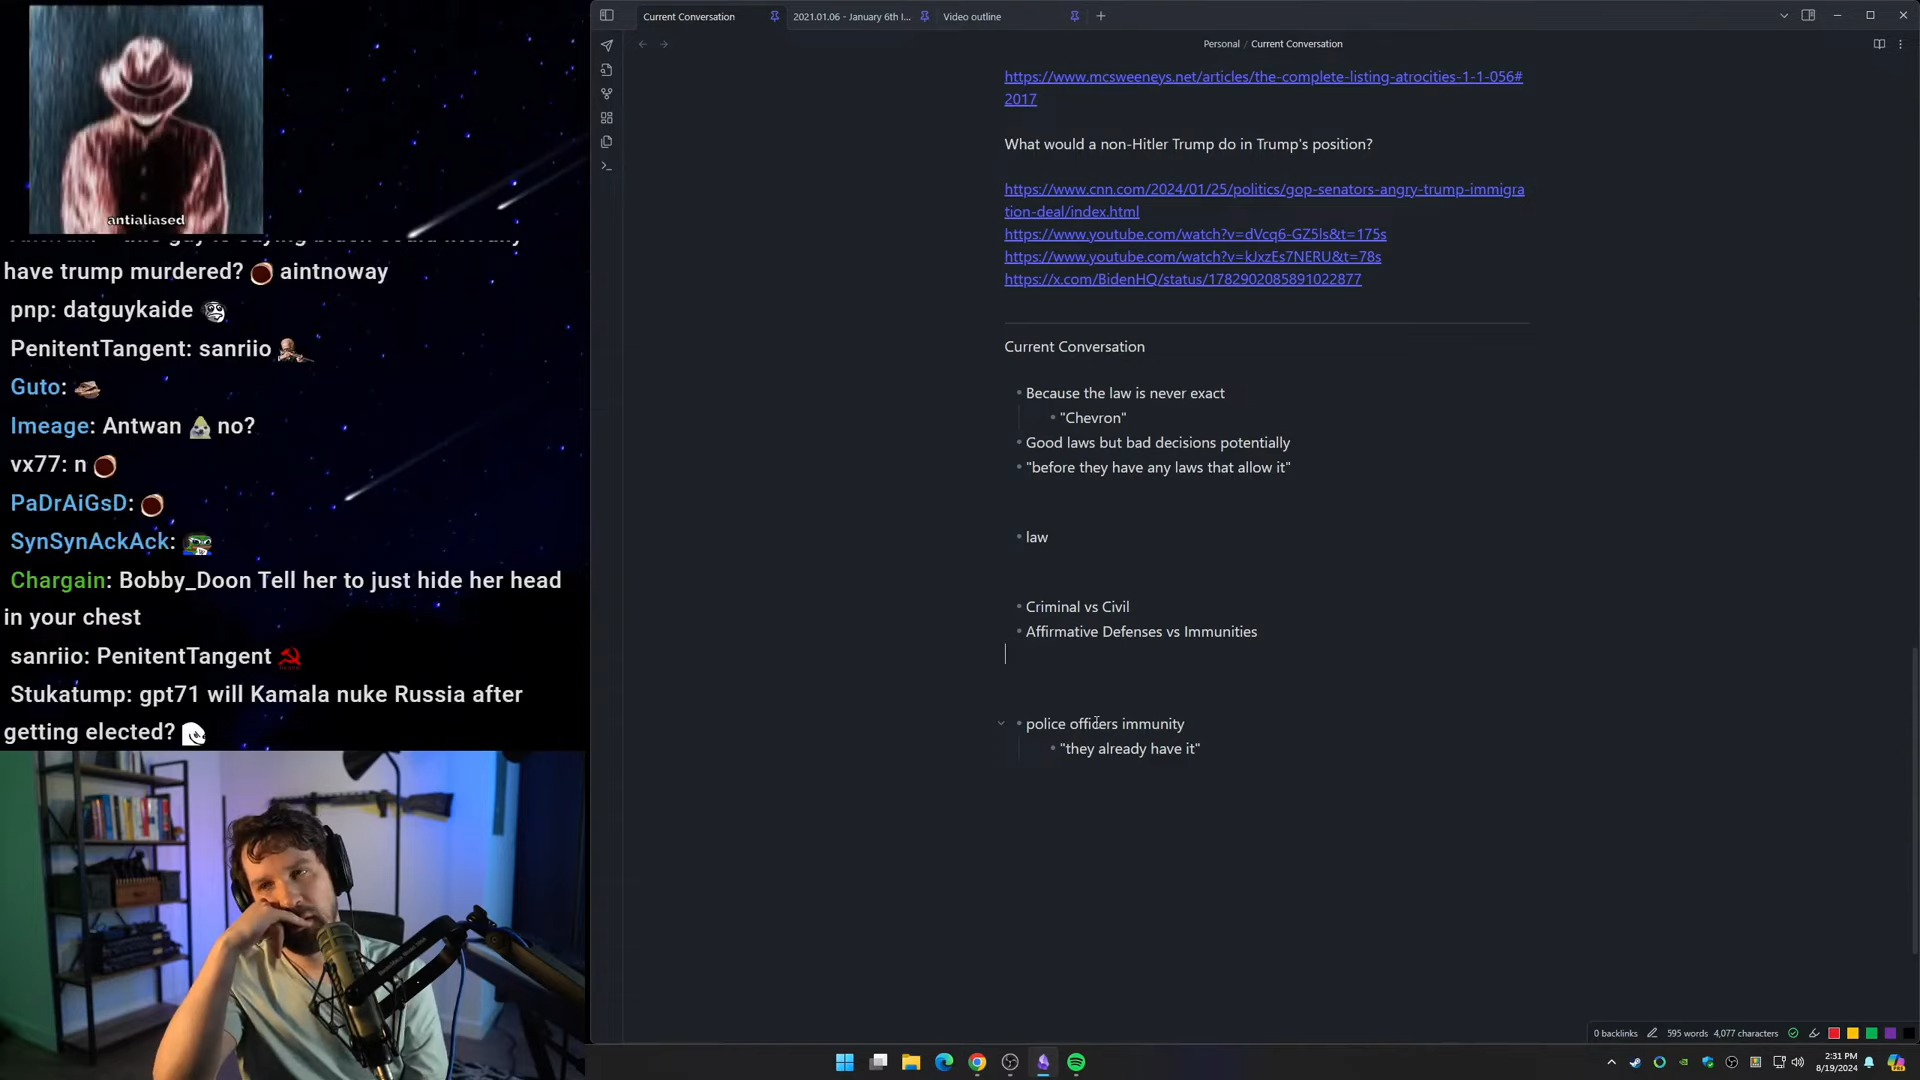 Current Conversation
2021.01.06 - January 6th I...
Video outline
Personal / Current Conversation
https://www.mcsweeneys.net/articles/the-complete-listing-atrocities-1-1-056#
2017
What would a non-Hitler Trump do in Trump's position?
https://www.cnn.com/2024/01/25/politics/gop-senators-angry-trump-immigra
tion-deal/index.html
https://www.youtube.com/watch?v=dVcq6-GZ5ls&t=175s
https://www.youtube.com/watch?v=kJxzEs7NERU&t=78s
https://x.com/BidenHQ/status/1782902085891022877
Current Conversation
Because the law is never exact
"Chevron"
Good laws but bad decisions potentially
"before they have any laws that allow it"
law
Criminal vs Civil
Affirmative Defenses vs Immunities
police officers immunity
"they already have it"
antialiased
have trump murdered? aintnoway
pnp: datguykaide
PenitentTangent: sanriio
Guto:
Imeage: Antwan no?
vx77: n
PaDrAiGsD:
SynSynAckAck:
Chargain: Bobby_Doon Tell her to just hide her head
in your chest
sanriio: PenitentTangent
Stukatump: gpt71 will Kamala nuke Russia after
getting elected?
0 backlinks 595 words 4,077 characters
2:31 PM
8/19/2024